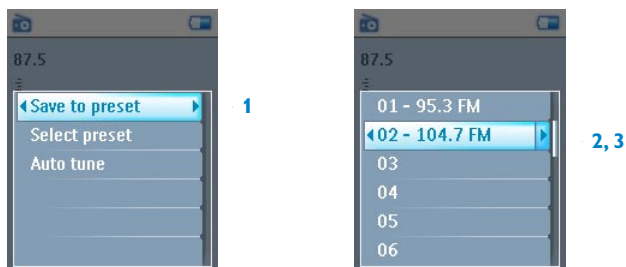 87.5
Save to preset
1
Select preset
Auto tune
87.5
01 - 95.3 FM
02 - 104.7 FM
2, 3
03
04
05
06